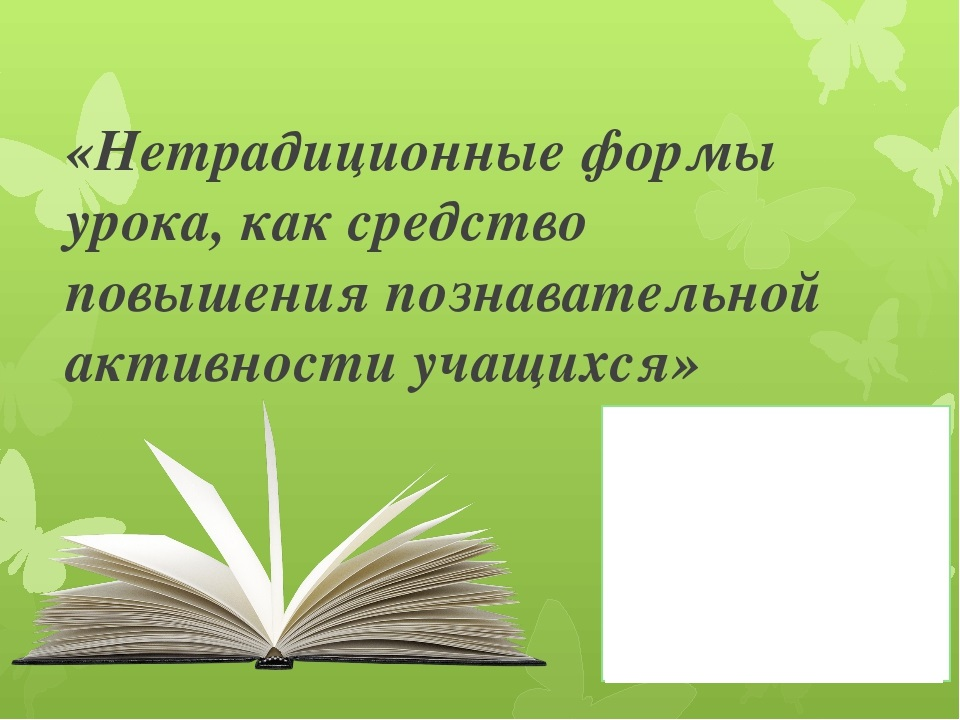 «Нетрадиционные формы
урока, как средство
повышения познавательной
активности учащихся»